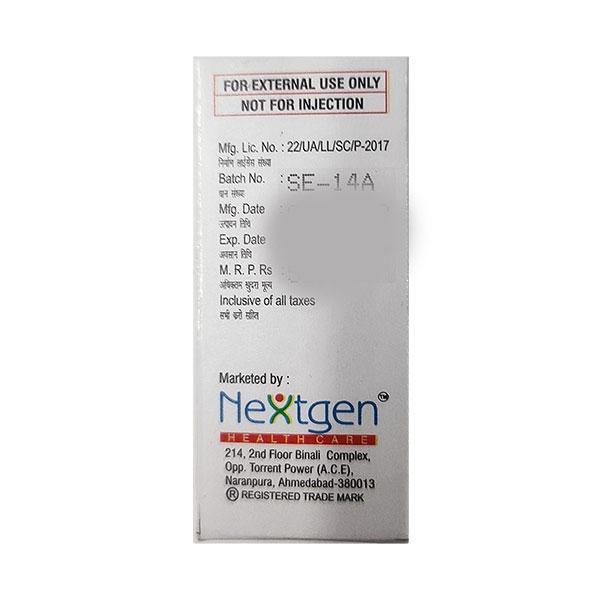 FOR EXTERNAL USE ONLY
NOT FOR INJECTION
Mfg. Lic. No. : 22/UA/LL/SC/P-2017
निर्माण लाईसेंस संख्या
Batch No. : SE-14A
घान संख्या
Mfg. Date :
उत्पादन तिथि
Exp. Date
अवसान तिथि
M. R. P. Rs :
अधिकतम खुदरा मूल्य
Inclusive of all taxes
सभी करों सहित
Marketed by :
Nextgen™
HEALTHCARE
214, 2nd Floor Binali Complex,
Opp. Torrent Power (A.C.E),
Naranpura, Ahmedabad-380013
® REGISTERED TRADE MARK